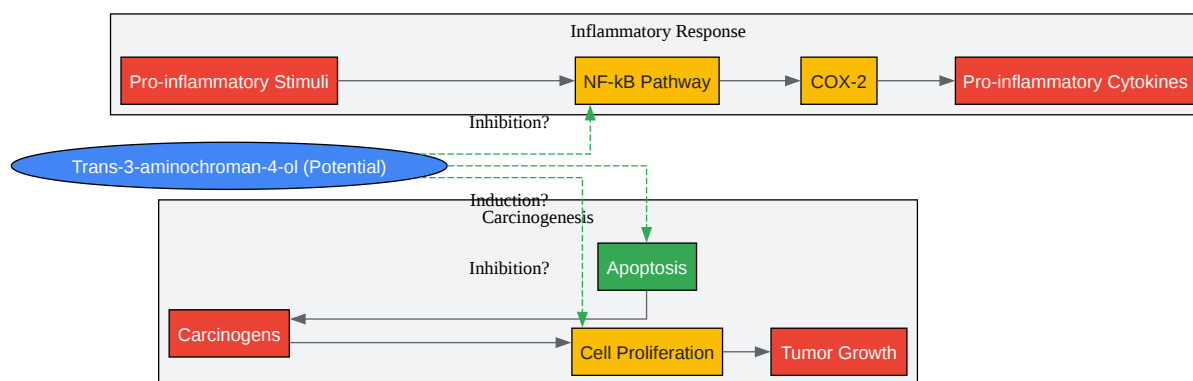 Inflammatory Response
Pro-inflammatory Stimuli
NF-kB Pathway
COX-2
Pro-inflammatory Cytokines
Inhibition?
Trans-3-aminochroman-4-ol (Potential)
Induction?
Carcinogenesis
Apoptosis
Inhibition?
Carcinogens
Cell Proliferation
Tumor Growth